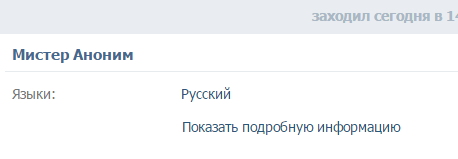 заходил сегодня в 14
Мистер Аноним
Языки: Русский
Показать подробную информацию